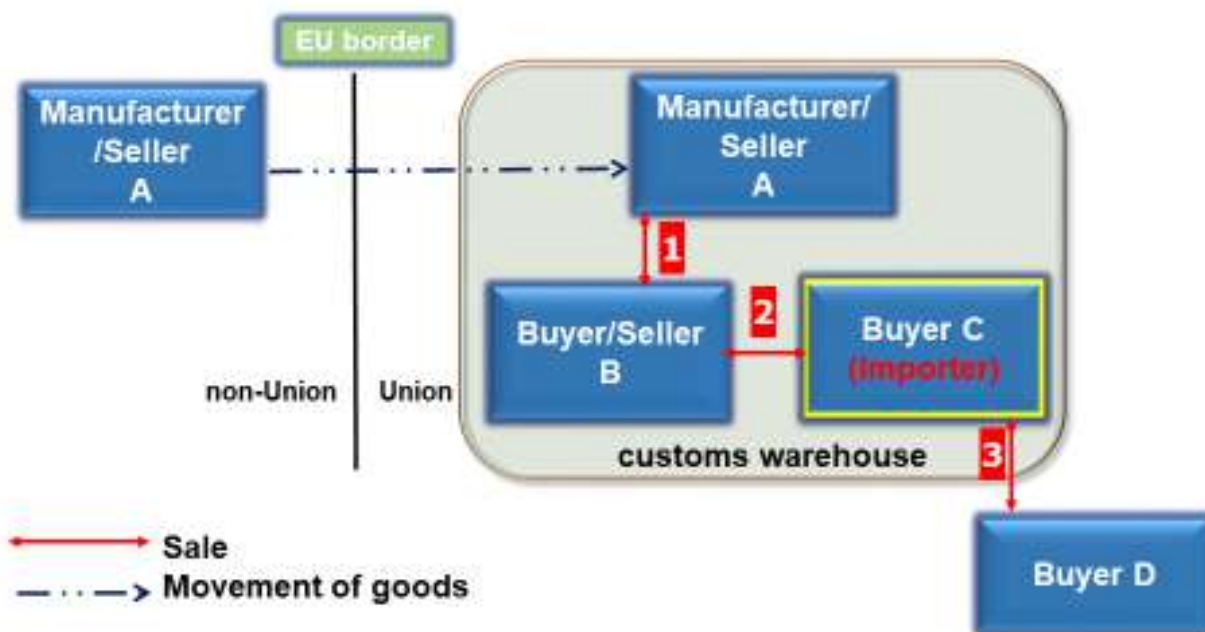 EU border
Manufacturer
/Seller
A
Manufacturer/
Seller
A
1
Buyer/Seller
B
2
Buyer C
(importer)
non-Union
Union
customs warehouse
3
Sale
Movement of goods
Buyer D